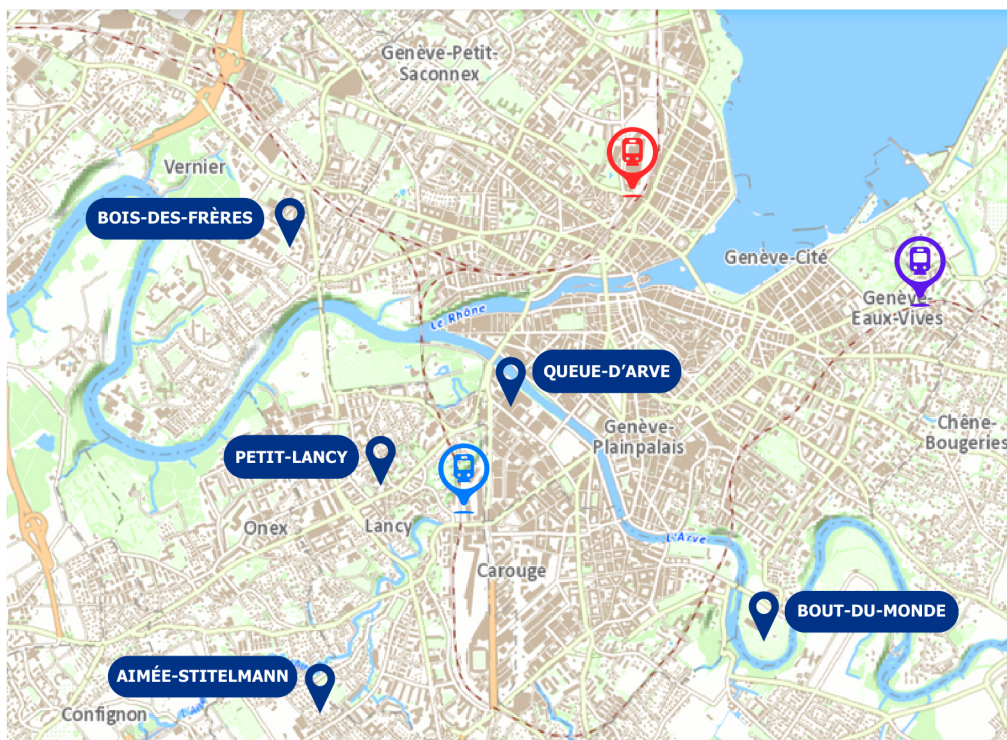 Genève-Petit-
Saconnex
Vernier
BOIS-DES-FRÈRES
Genève-Cité
Genève-
Eaux-Vives
Le Rhône
QUEUE-D’ARVE
Genève-
Plainpalais
Chêne-
Bougeries
PETIT-LANCY
Onex
Lancy
L'Arve
Carouge
BOUT-DU-MONDE
AIMÉE-STITELMANN
Confignon